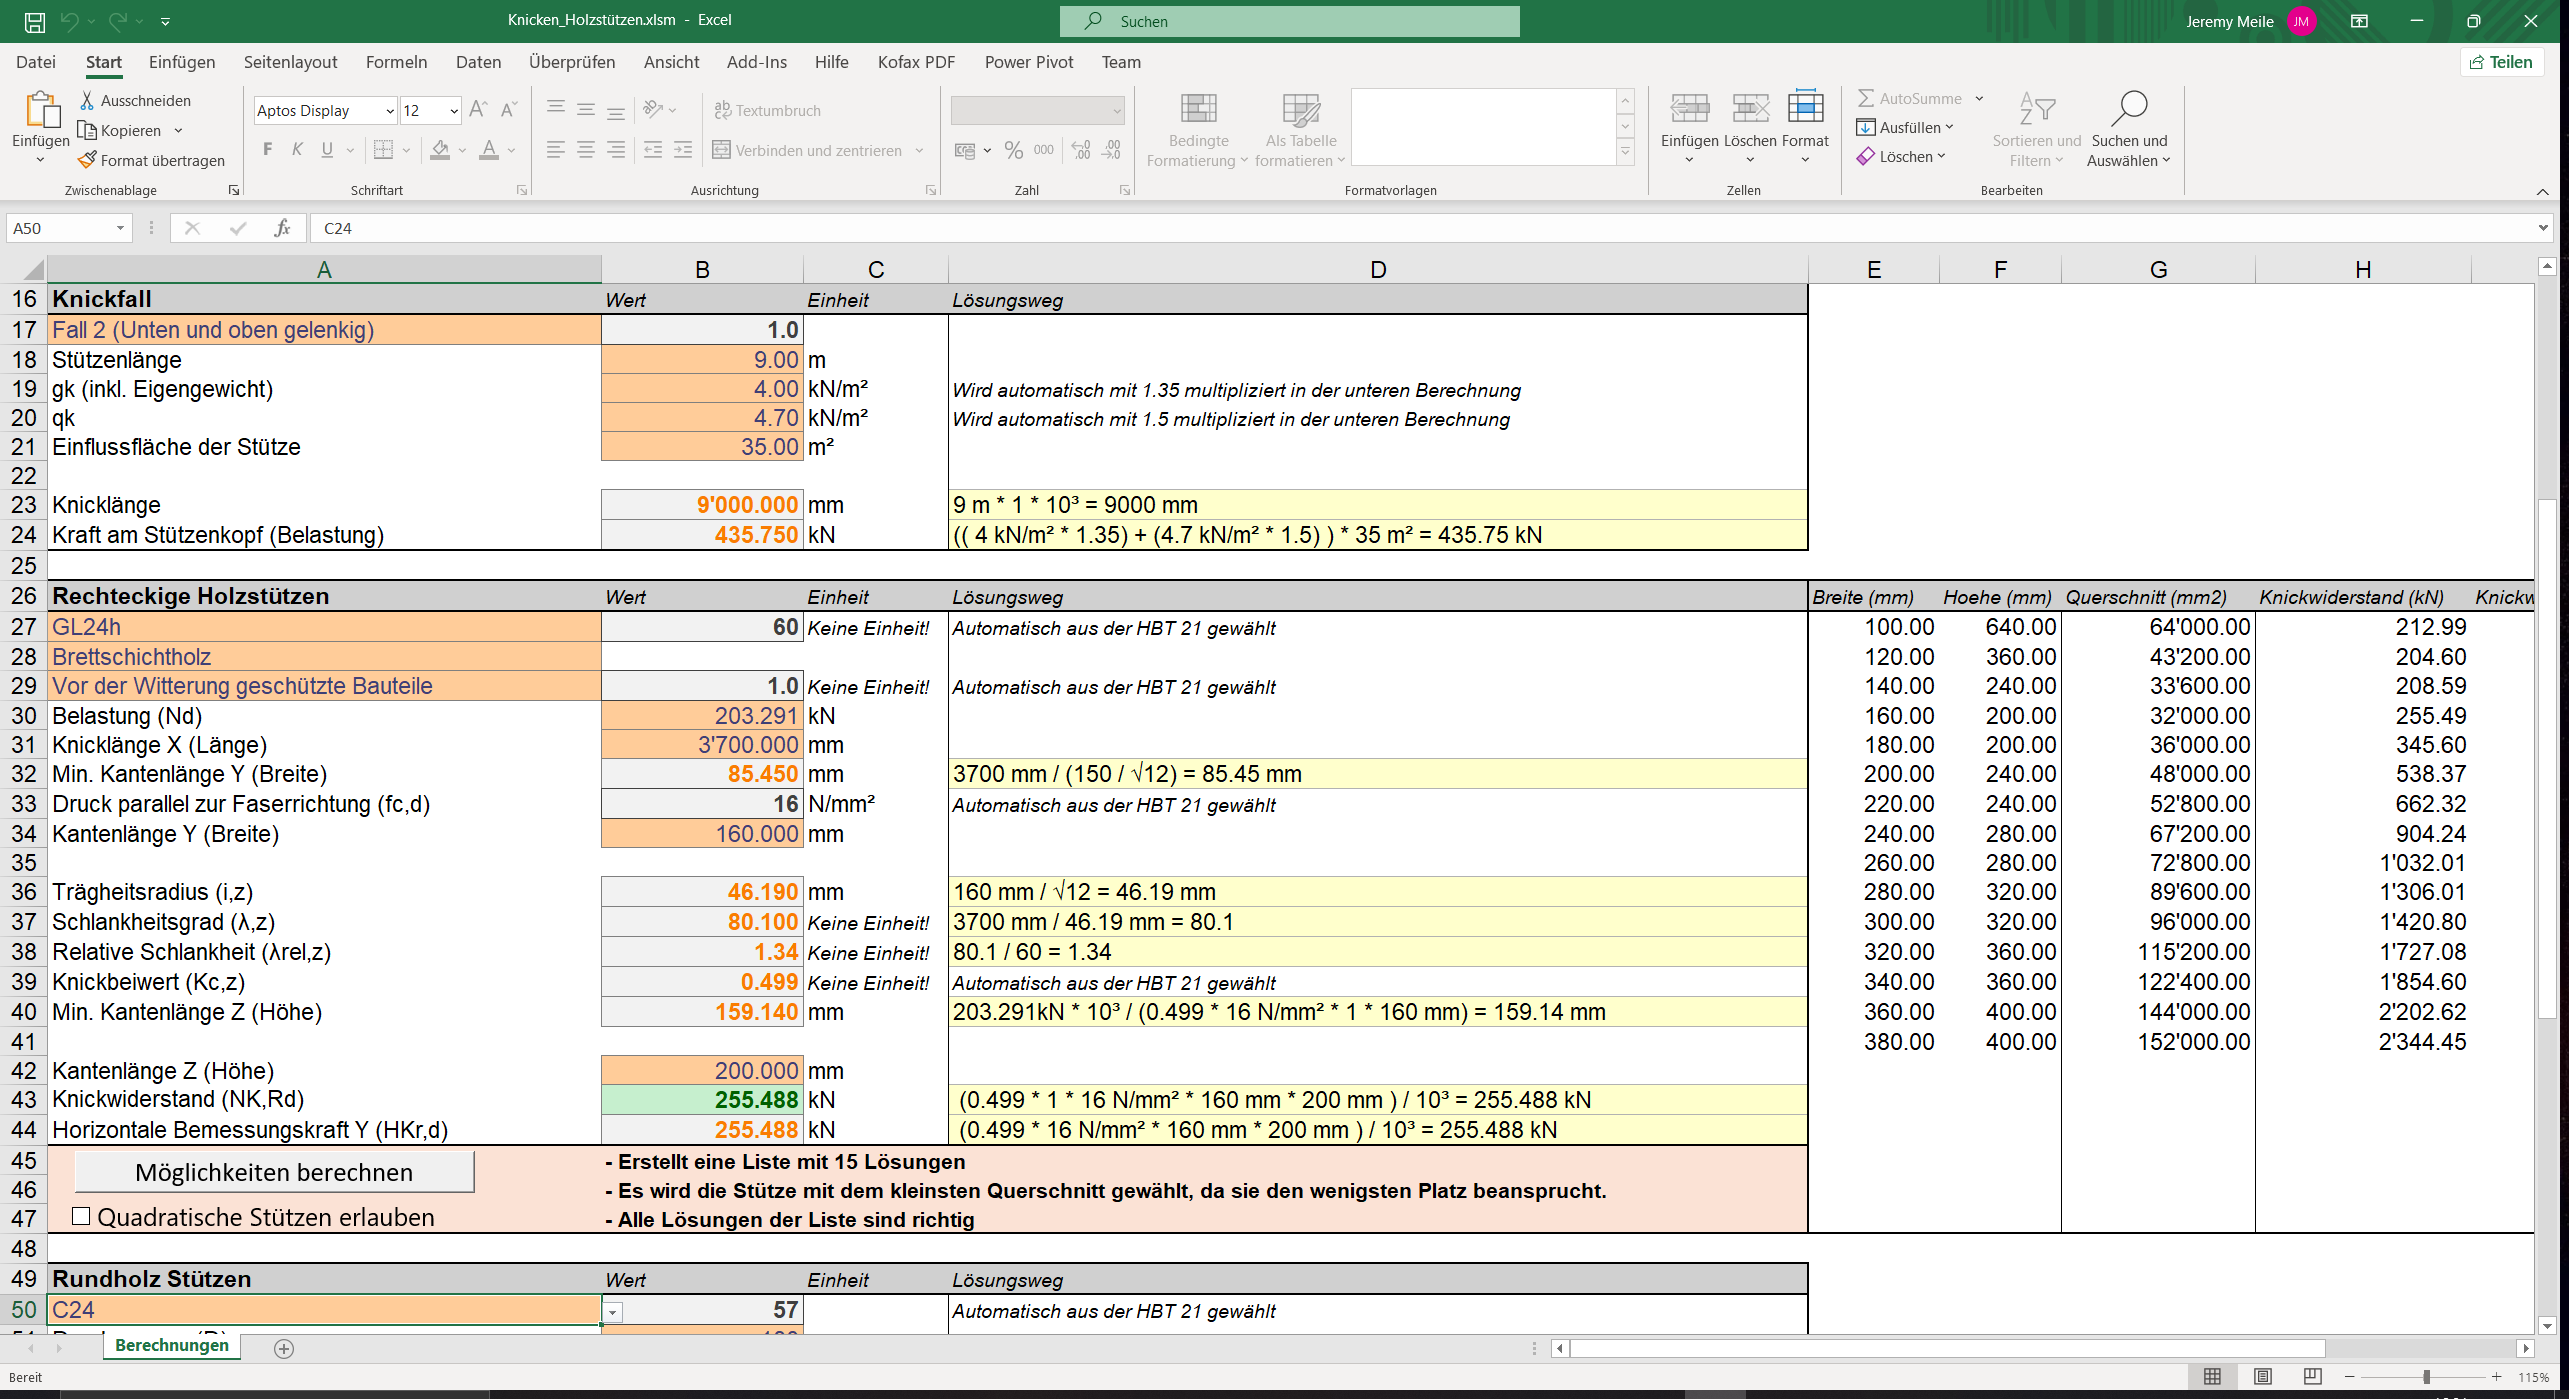 Knicken_Holzstützen.xlsm - Excel
Suchen
Jeremy Meile JM
Datei Start Einfügen Seitenlayout Formeln Daten Überprüfen Ansicht Add-Ins Hilfe Kofax PDF Power Pivot Team Teilen
Einfügen
Ausschneiden
Kopieren
Format übertragen
Zwischenablage
Aptos Display 12
F K U
Schriftart
Textumbruch
Verbinden und zentrieren
Ausrichtung
% 000
Zahl
Bedingte Formatierung
Als Tabelle formatieren
Formatvorlagen
Einfügen Löschen Format
Zellen
AutoSumme
Ausfüllen
Löschen
Sortieren und Filtern
Suchen und Auswählen
Bearbeiten
A50 fx C24
A B C D E F G H
16 Knickfall Wert Einheit Lösungsweg
17 Fall 2 (Unten und oben gelenkig) 1.0
18 Stützenlänge 9.00 m
19 gk (inkl. Eigengewicht) 4.00 kN/m² Wird automatisch mit 1.35 multipliziert in der unteren Berechnung
20 qk 4.70 kN/m² Wird automatisch mit 1.5 multipliziert in der unteren Berechnung
21 Einflussfläche der Stütze 35.00 m²
22
23 Knicklänge 9'000.000 mm 9 m * 1 * 10³ = 9000 mm
24 Kraft am Stützenkopf (Belastung) 435.750 kN (( 4 kN/m² * 1.35) + (4.7 kN/m² * 1.5) ) * 35 m² = 435.75 kN
25
26 Rechteckige Holzstützen Wert Einheit Lösungsweg Breite (mm) Hoehe (mm) Querschnitt (mm2) Knickwiderstand (kN) Knickw
27 GL24h 60 Keine Einheit! Automatisch aus der HBT 21 gewählt 100.00 640.00 64'000.00 212.99
28 Brettschichtholz 120.00 360.00 43'200.00 204.60
29 Vor der Witterung geschützte Bauteile 1.0 Keine Einheit! Automatisch aus der HBT 21 gewählt 140.00 240.00 33'600.00 208.59
30 Belastung (Nd) 203.291 kN 160.00 200.00 32'000.00 255.49
31 Knicklänge X (Länge) 3'700.000 mm 180.00 200.00 36'000.00 345.60
32 Min. Kantenlänge Y (Breite) 85.450 mm 3700 mm / (150 / √12) = 85.45 mm 200.00 240.00 48'000.00 538.37
33 Druck parallel zur Faserrichtung (fc,d) 16 N/mm² Automatisch aus der HBT 21 gewählt 220.00 240.00 52'800.00 662.32
34 Kantenlänge Y (Breite) 160.000 mm 240.00 280.00 67'200.00 904.24
35 260.00 280.00 72'800.00 1'032.01
36 Trägheitsradius (i,z) 46.190 mm 160 mm / √12 = 46.19 mm 280.00 320.00 89'600.00 1'306.01
37 Schlankheitsgrad (λ,z) 80.100 Keine Einheit! 3700 mm / 46.19 mm = 80.1 300.00 320.00 96'000.00 1'420.80
38 Relative Schlankheit (λrel,z) 1.34 Keine Einheit! 80.1 / 60 = 1.34 320.00 360.00 115'200.00 1'727.08
39 Knickbeiwert (Kc,z) 0.499 Keine Einheit! Automatisch aus der HBT 21 gewählt 340.00 360.00 122'400.00 1'854.60
40 Min. Kantenlänge Z (Höhe) 159.140 mm 203.291kN * 10³ / (0.499 * 16 N/mm² * 1 * 160 mm) = 159.14 mm 360.00 400.00 144'000.00 2'202.62
41 380.00 400.00 152'000.00 2'344.45
42 Kantenlänge Z (Höhe) 200.000 mm
43 Knickwiderstand (NK,Rd) 255.488 kN (0.499 * 1 * 16 N/mm² * 160 mm * 200 mm ) / 10³ = 255.488 kN
44 Horizontale Bemessungskraft Y (HKr,d) 255.488 kN (0.499 * 16 N/mm² * 160 mm * 200 mm ) / 10³ = 255.488 kN
45 Möglichkeiten berechnen - Erstellt eine Liste mit 15 Lösungen
46 - Es wird die Stütze mit dem kleinsten Querschnitt gewählt, da sie den wenigsten Platz beansprucht.
47 Quadratische Stützen erlauben - Alle Lösungen der Liste sind richtig
48
49 Rundholz Stützen Wert Einheit Lösungsweg
50 C24 57 Automatisch aus der HBT 21 gewählt
Berechnungen
Bereit
115%